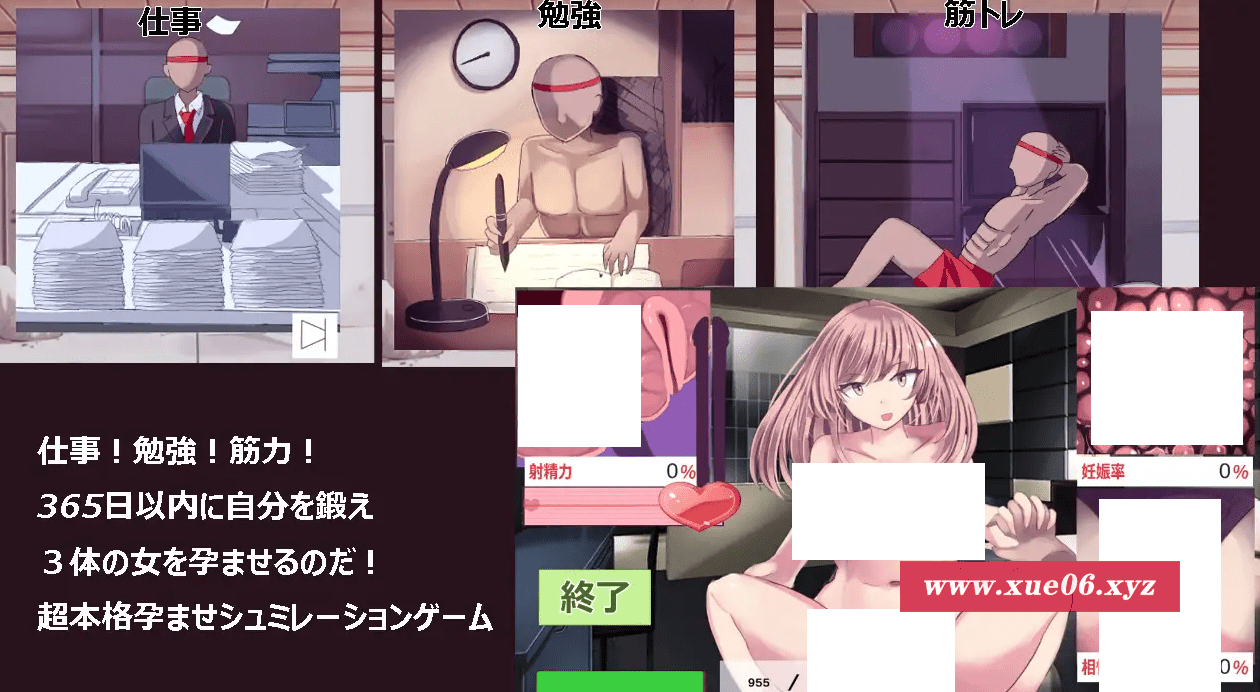 仕事
勉強
筋トレ
射精力 0%
妊娠率 0%
仕事！勉強！筋力！
365日以内に自分を鍛え
３体の女を孕ませるのだ！
超本格孕ませシュミレーションゲーム
終了
www.xue06.xyz
相 0%
955 /